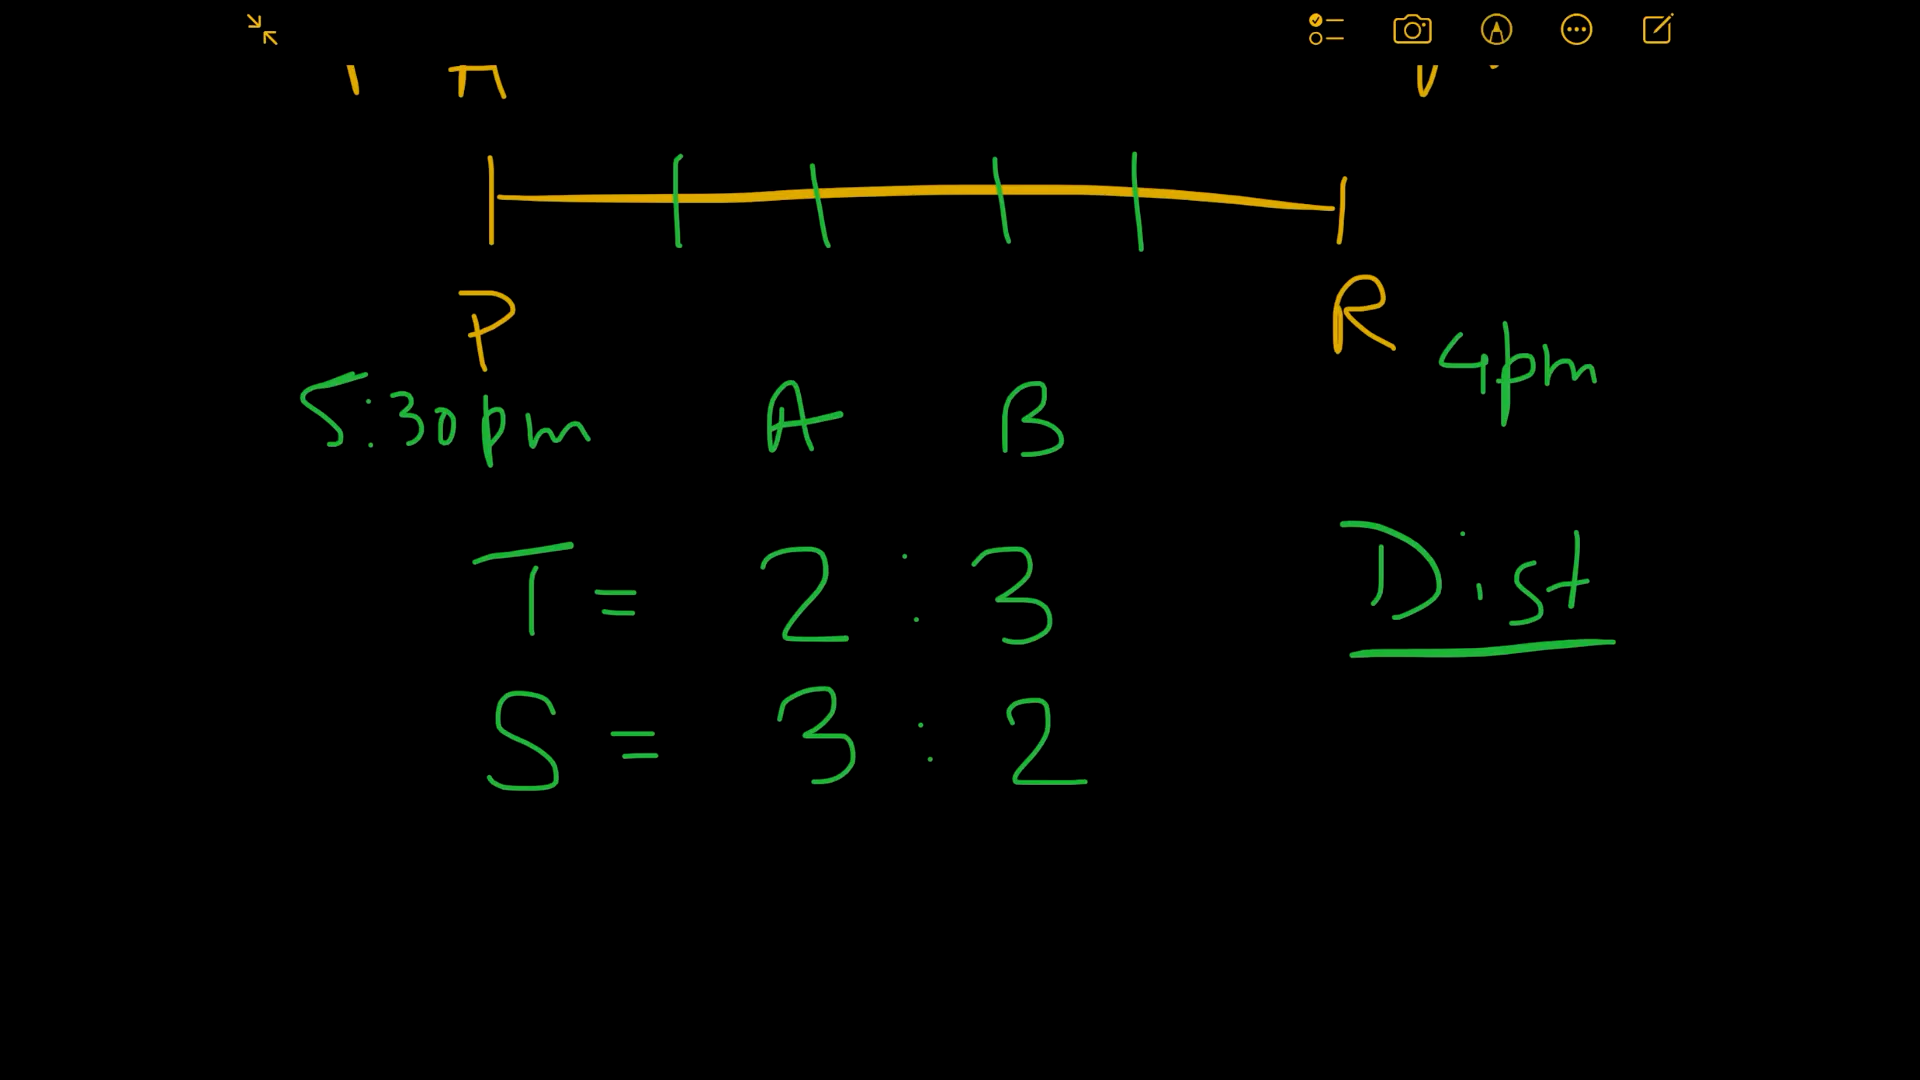 P R
4pm
5:30pm A B
T = 2 : 3
Dist
S = 3 : 2